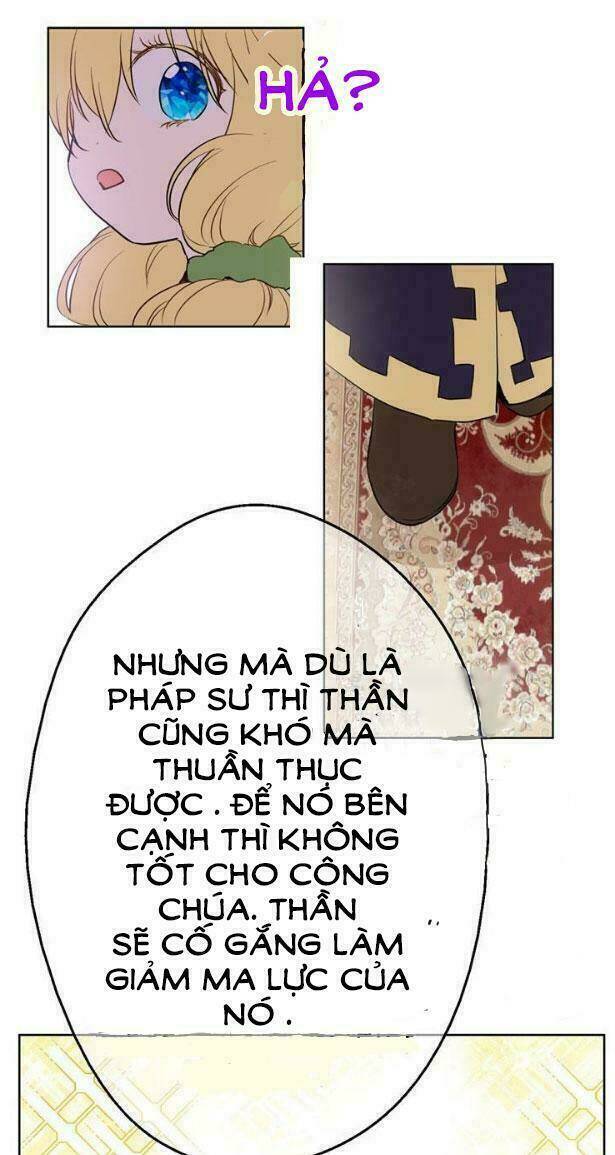 HẢ?
NHƯNG MÀ DÙ LÀ
PHÁP SƯ THÌ THẦN
CŨNG KHÓ MÀ
THUẦN THỤC
ĐƯỢC . ĐỂ NÓ BÊN
CẠNH THÌ KHÔNG
TỐT CHO CÔNG
CHÚA. THẦN
SẼ CỐ GẮNG LÀM
GIẢM MA LỰC CỦA
NÓ .